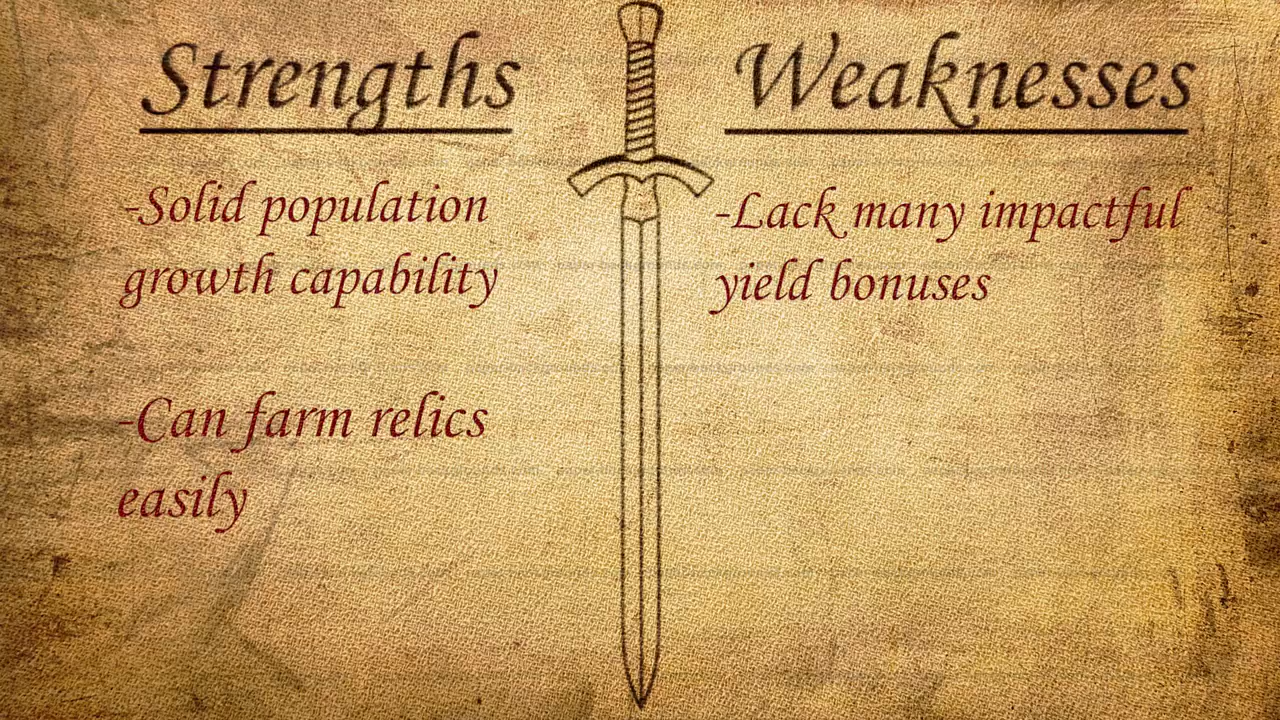 Strengths
-Solid population
growth capability
-Can farm relics
easily
Weaknesses
-Lack many impactful
yield bonuses